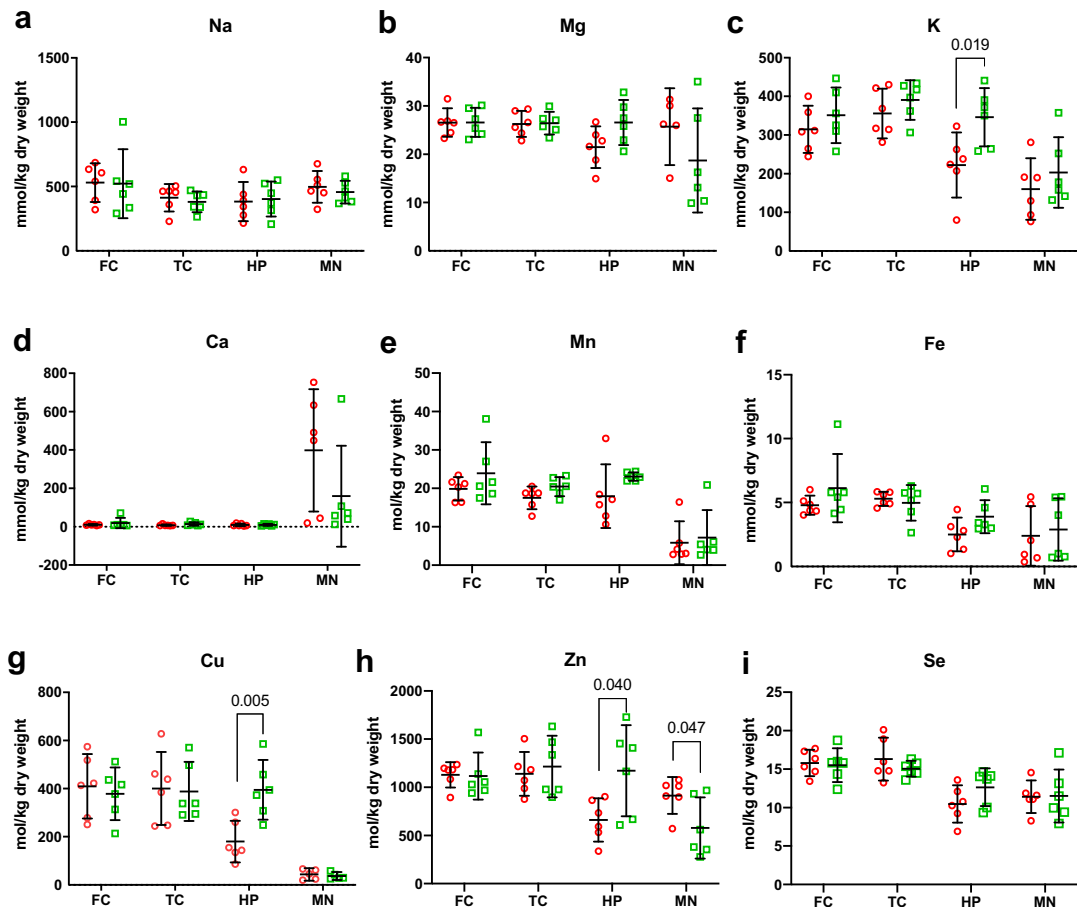 a
Na
mmol/kg dry weight
1500
1000
500
0
FC TC HP MN
b
Mg
mmol/kg dry weight
40
30
20
10
0
FC TC HP MN
c
K
mmol/kg dry weight
500
400
300
200
100
0
0.019
FC TC HP MN
d
Ca
mmol/kg dry weight
800
600
400
200
0
-200
FC TC HP MN
e
Mn
mol/kg dry weight
50
40
30
20
10
0
FC TC HP MN
f
Fe
mmol/kg dry weight
15
10
5
0
FC TC HP MN
g
Cu
mol/kg dry weight
800
600
400
200
0
0.005
FC TC HP MN
h
Zn
mol/kg dry weight
2000
1500
1000
500
0
0.040
0.047
FC TC HP MN
i
Se
mol/kg dry weight
25
20
15
10
5
0
FC TC HP MN